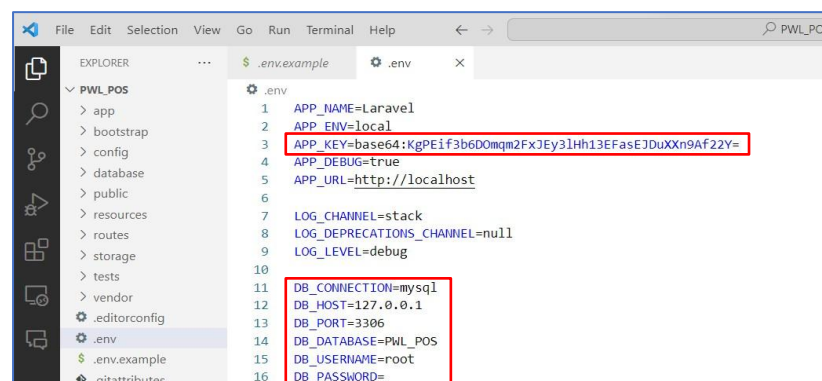 File Edit Selection View Go Run Terminal Help ← → PWL_PO
EXPLORER ...
$ .env.example .env ×
PWL_POS
.env
> app
> bootstrap
> config
> database
> public
> resources
> routes
> storage
> tests
> vendor
.editorconfig
.env
$ .env.example
.gitattributes
1 APP_NAME=Laravel
2 APP_ENV=local
3 APP_KEY=base64:KgPEif3b6DOmqm2FxJEy3lHh13EFasEJDuXXn9Af22Y=
4 APP_DEBUG=true
5 APP_URL=http://localhost
6
7 LOG_CHANNEL=stack
8 LOG_DEPRECATIONS_CHANNEL=null
9 LOG_LEVEL=debug
10
11 DB_CONNECTION=mysql
12 DB_HOST=127.0.0.1
13 DB_PORT=3306
14 DB_DATABASE=PWL_POS
15 DB_USERNAME=root
16 DB_PASSWORD=